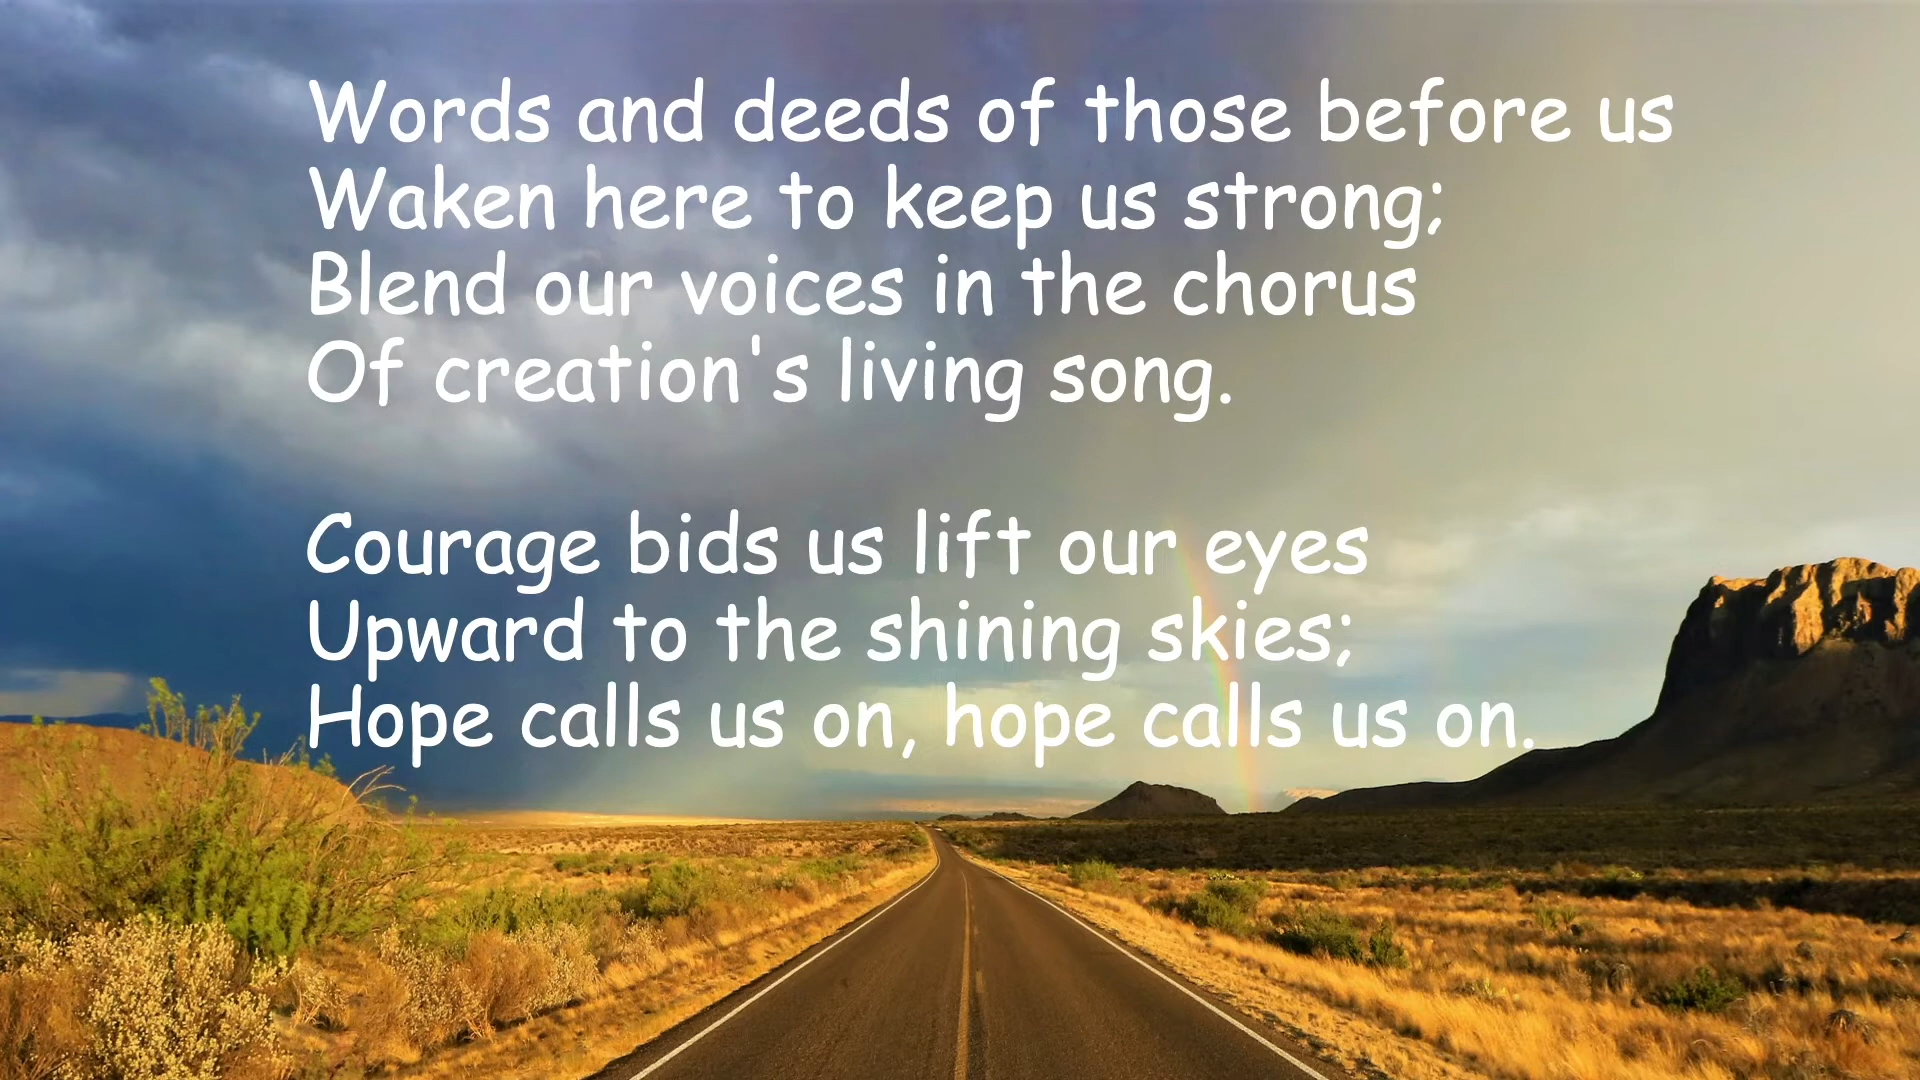 Words and deeds of those before us
Waken here to keep us strong;
Blend our voices in the chorus
Of creation's living song.
Courage bids us lift our eyes
Upward to the shining skies;
Hope calls us on, hope calls us on.